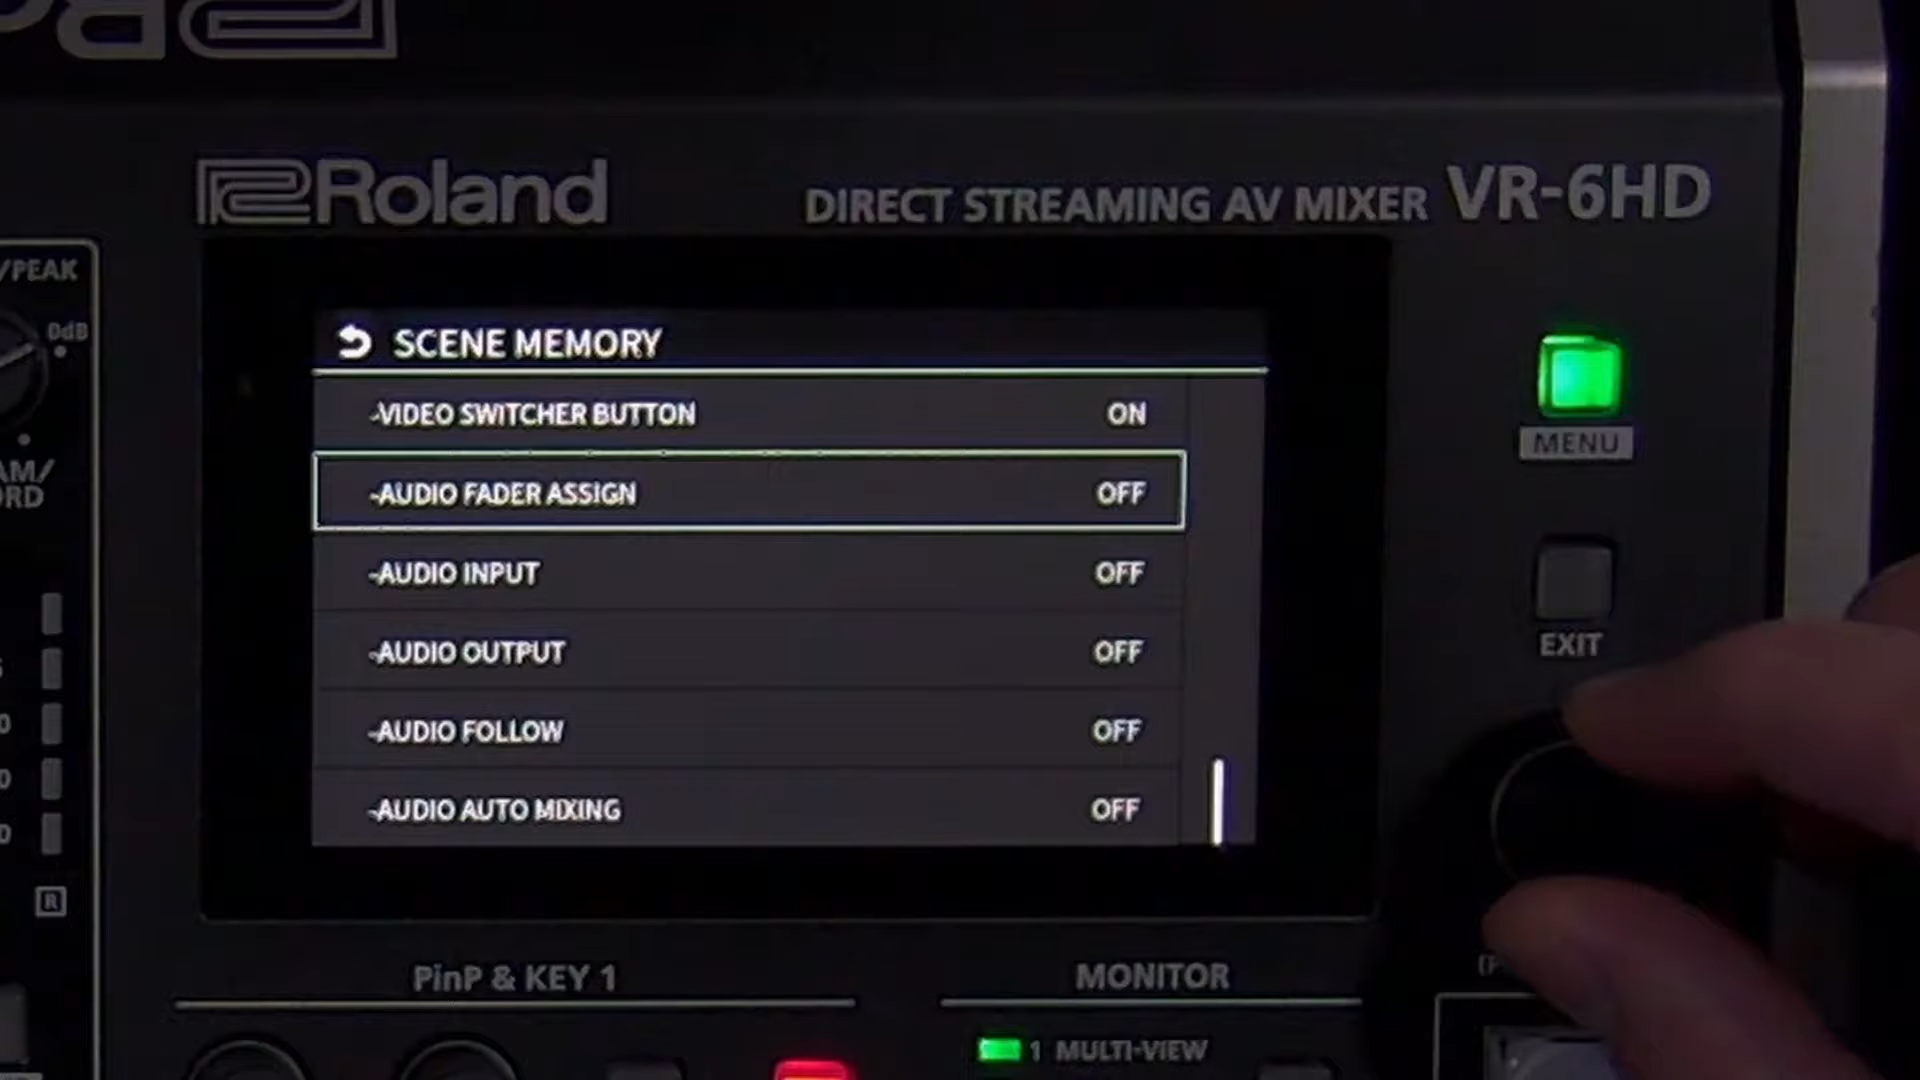 /PEAK
0dB
Roland
DIRECT STREAMING AV MIXER VR-6HD
SCENE MEMORY
-VIDEO SWITCHER BUTTON ON
-AUDIO FADER ASSIGN OFF
-AUDIO INPUT OFF
-AUDIO OUTPUT OFF
-AUDIO FOLLOW OFF
-AUDIO AUTO MIXING OFF
MENU
EXIT
R
PinP & KEY 1
MONITOR
1 MULTI-VIEW